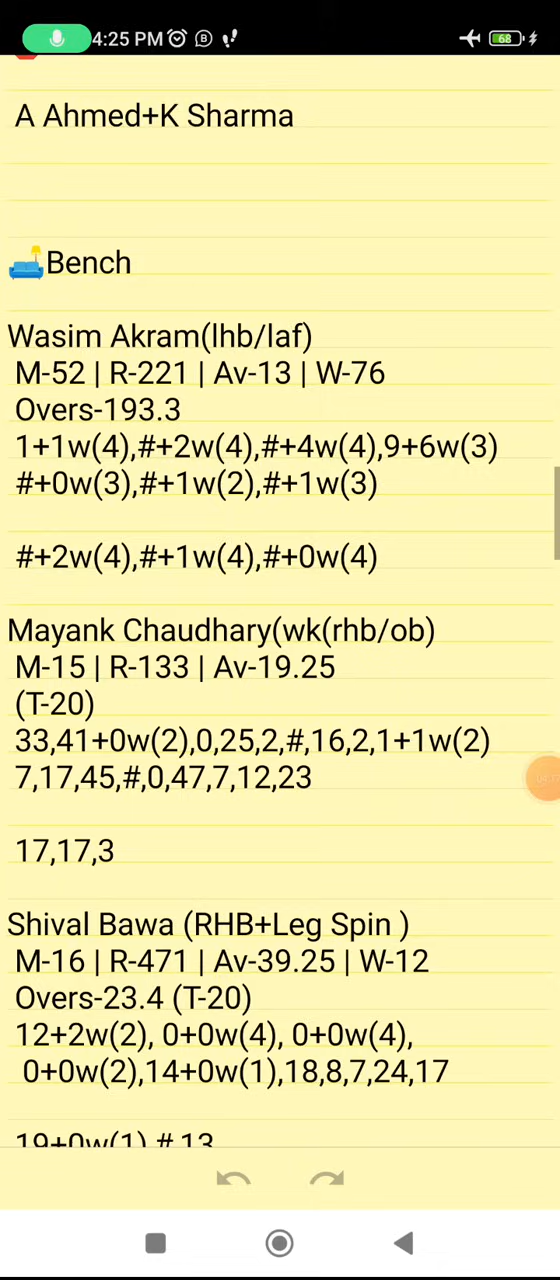 4:25 PM
68
A Ahmed+K Sharma
Bench
Wasim Akram(lhb/laf)
M-52 | R-221 | Av-13 | W-76
Overs-193.3
1+1w(4),#+2w(4),#+4w(4),9+6w(3)
#+0w(3),#+1w(2),#+1w(3)
#+2w(4),#+1w(4),#+0w(4)
Mayank Chaudhary(wk(rhb/ob)
M-15 | R-133 | Av-19.25
(T-20)
33,41+0w(2),0,25,2,#,16,2,1+1w(2)
7,17,45,#,0,47,7,12,23
17,17,3
Shival Bawa (RHB+Leg Spin )
M-16 | R-471 | Av-39.25 | W-12
Overs-23.4 (T-20)
12+2w(2), 0+0w(4), 0+0w(4),
0+0w(2),14+0w(1),18,8,7,24,17
19+0w(1),#,13